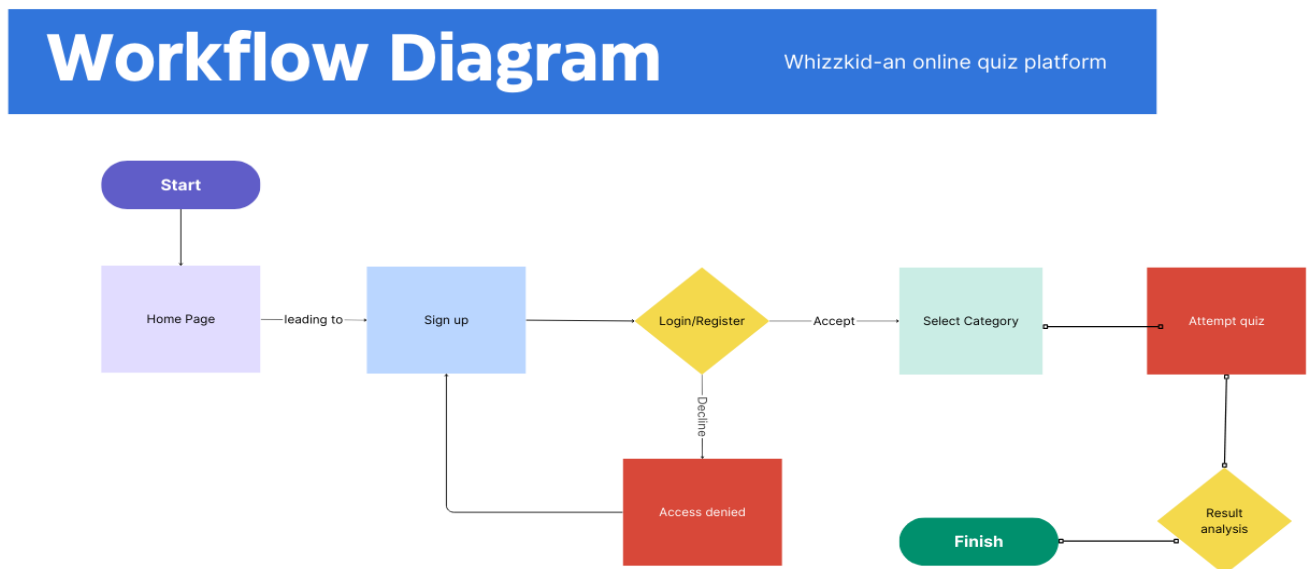 Workflow Diagram
Whizzkid-an online quiz platform
Start
Home Page
leading to
Sign up
Login/Register
Accept
Select Category
Attempt quiz
Decline
Access denied
Result
analysis
Finish